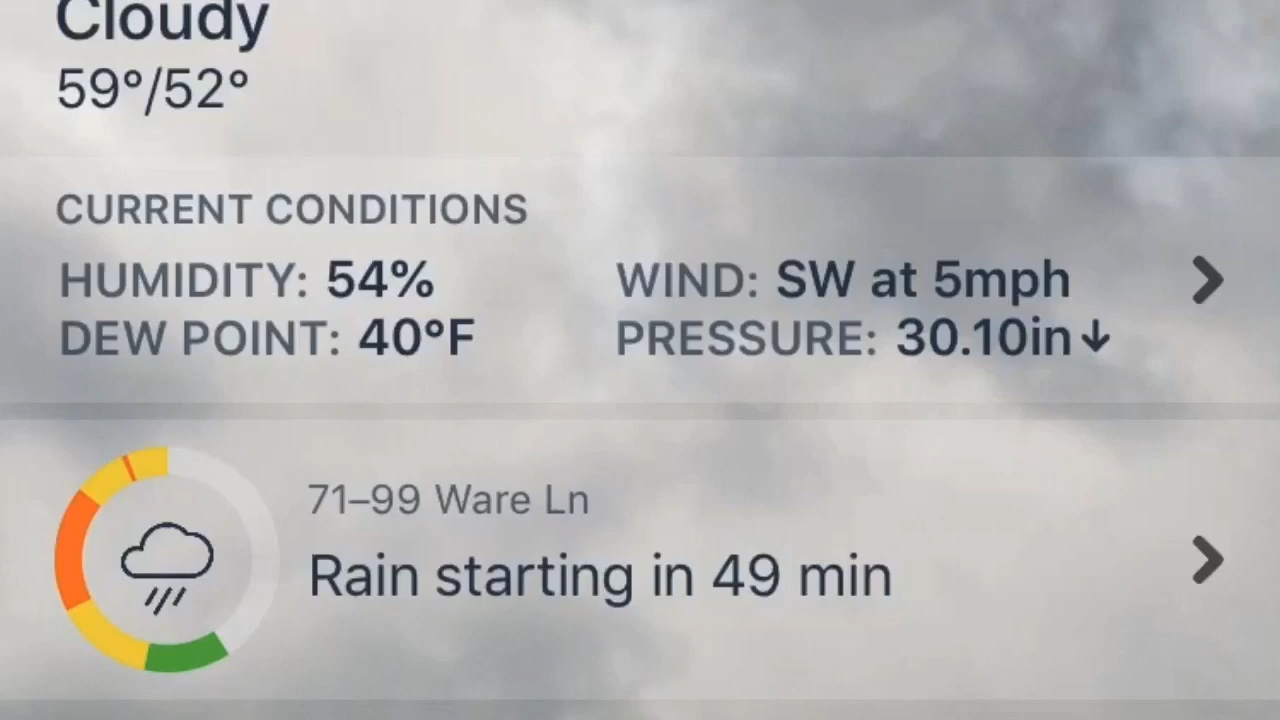 Cloudy
59°/52°
CURRENT CONDITIONS
HUMIDITY: 54% WIND: SW at 5mph
DEW POINT: 40°F PRESSURE: 30.10in↓
71–99 Ware Ln
Rain starting in 49 min